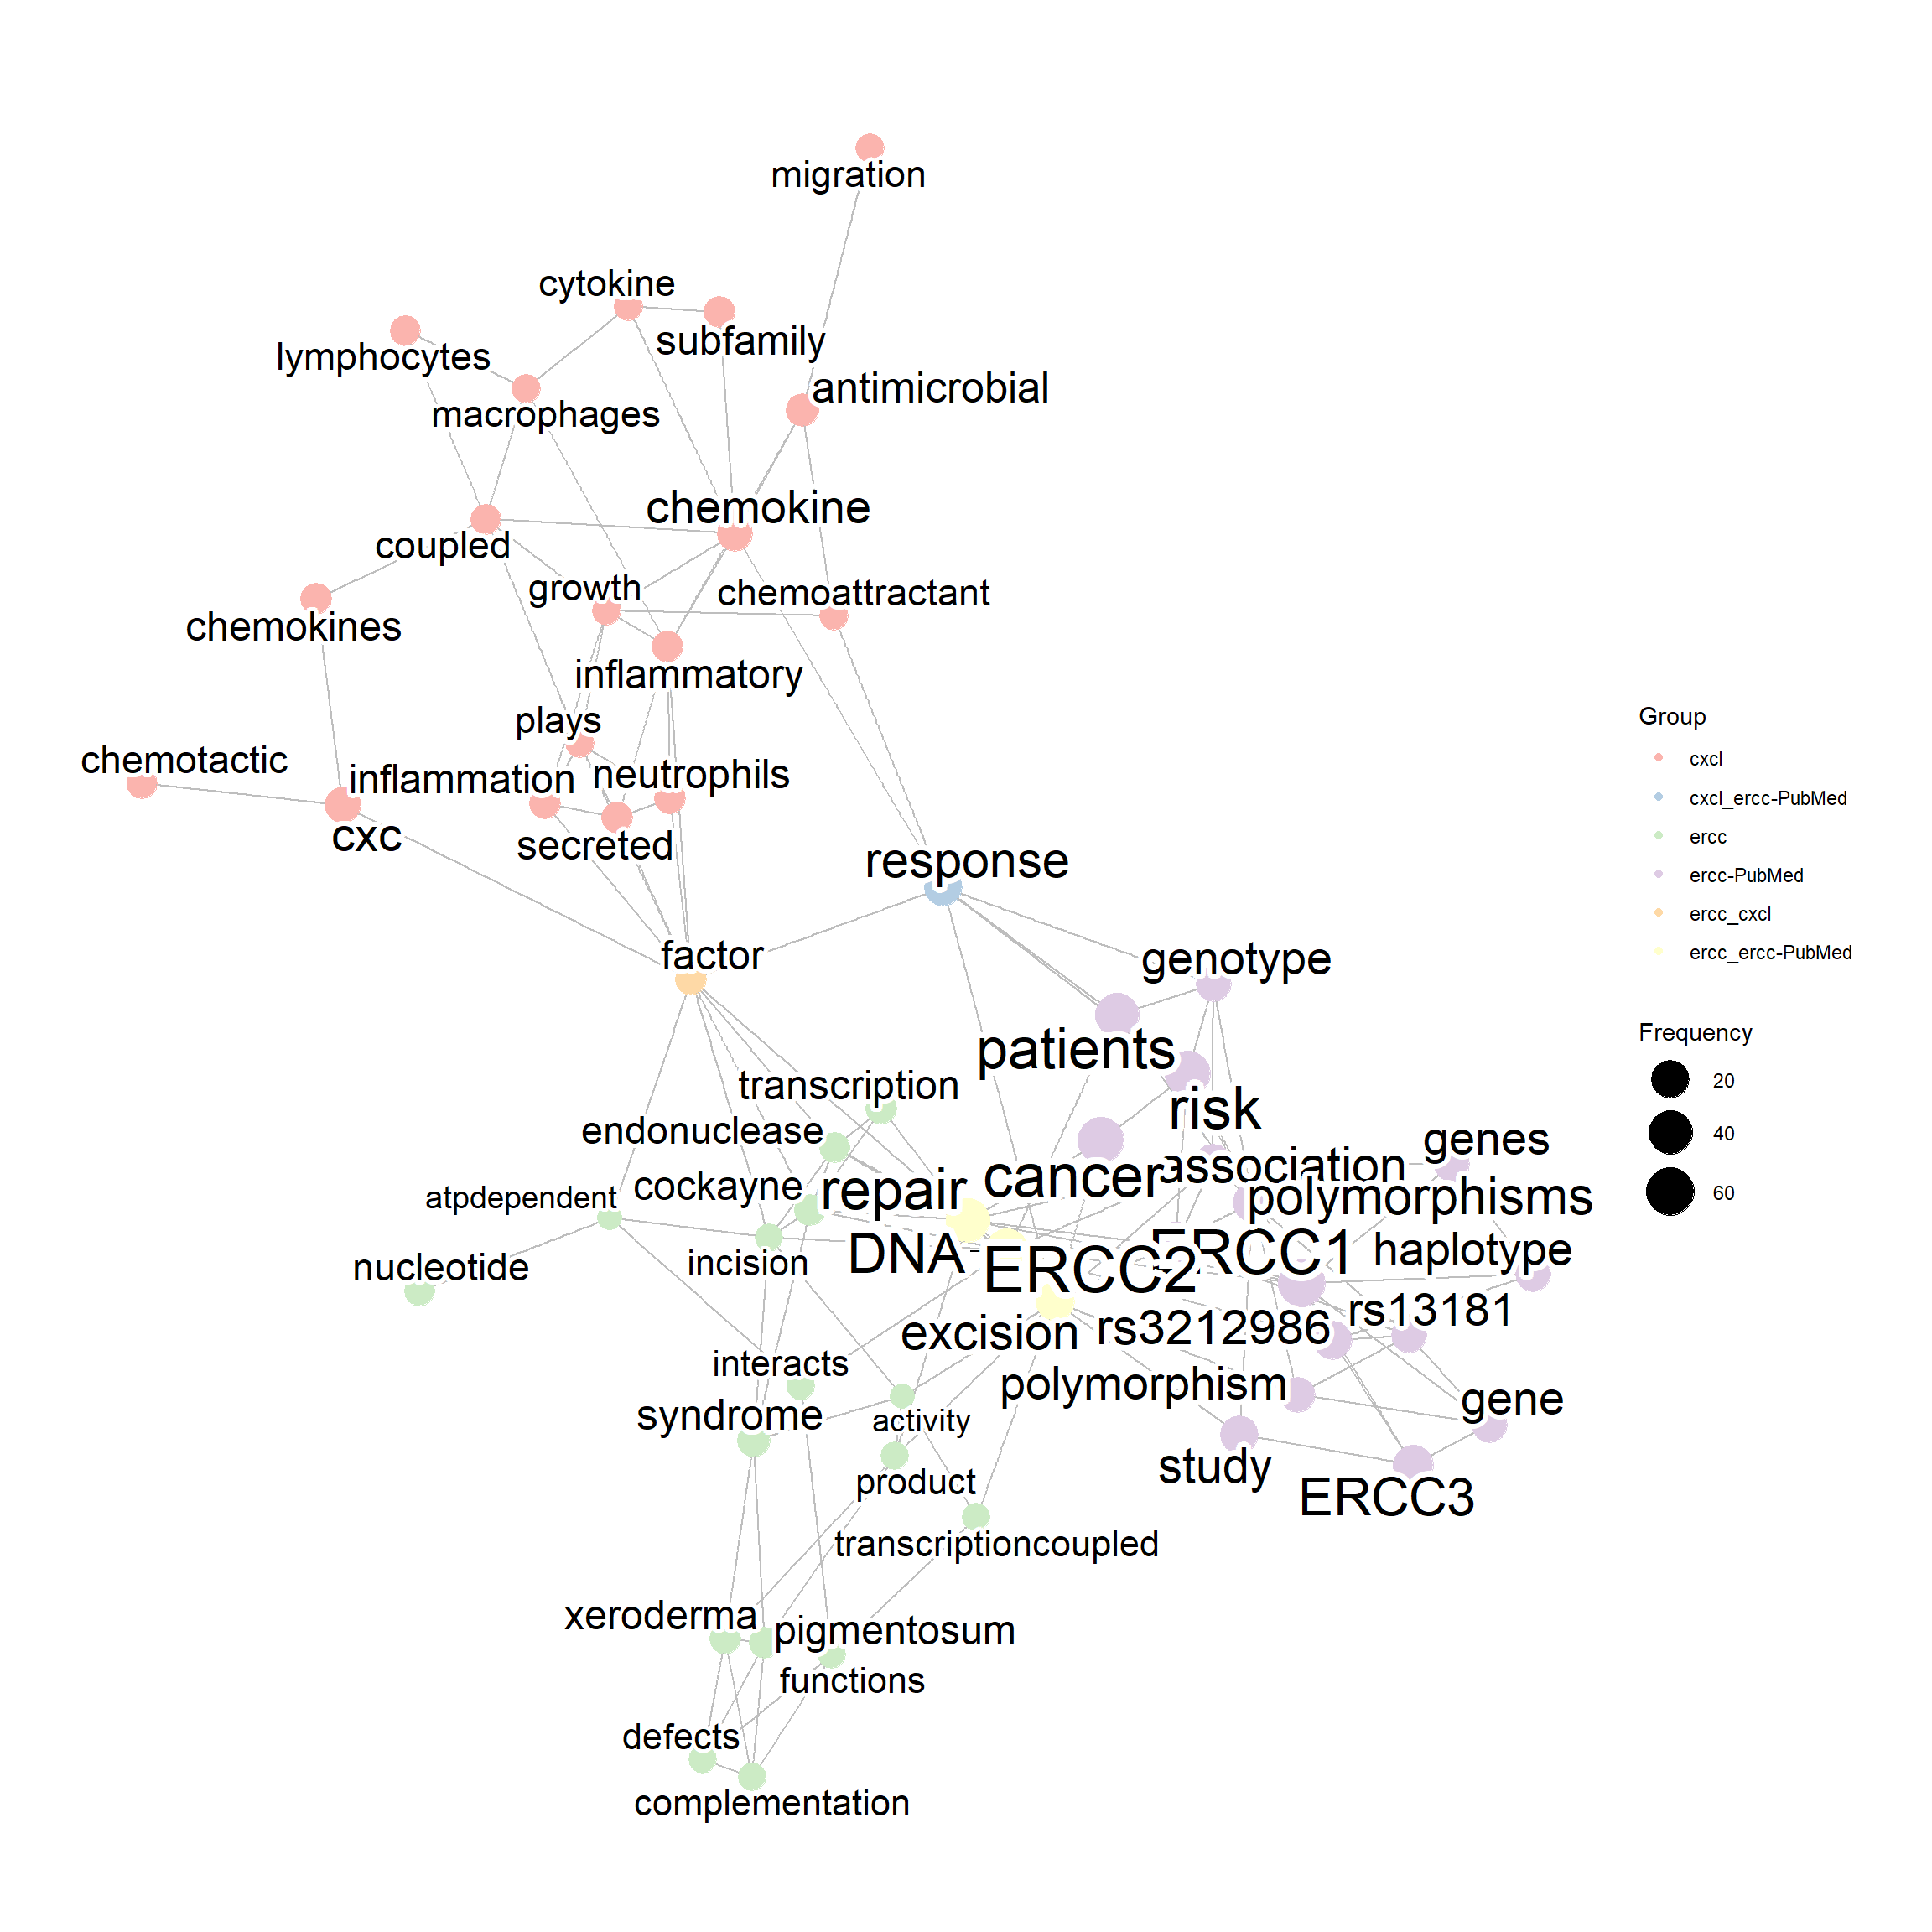 migration
cytokine
subfamily
lymphocytes
antimicrobial
macrophages
chemokine
coupled
growth
chemoattractant
chemokines
inflammatory
plays
chemotactic
inflammation
neutrophils
cxc
secreted
response
factor
genotype
patients
transcription
risk
endonuclease
genes
association
cancer
cockayne
repair
atpdependent
polymorphisms
DNA
ERCC1
haplotype
incision
nucleotide
ERCC2
rs13181
excision
rs3212986
interacts
polymorphism
gene
syndrome
activity
study
product
ERCC3
transcriptioncoupled
xeroderma
pigmentosum
functions
defects
complementation
Group
cxcl
cxcl_ercc-PubMed
ercc
ercc-PubMed
ercc_cxcl
ercc_ercc-PubMed
Frequency
20
40
60